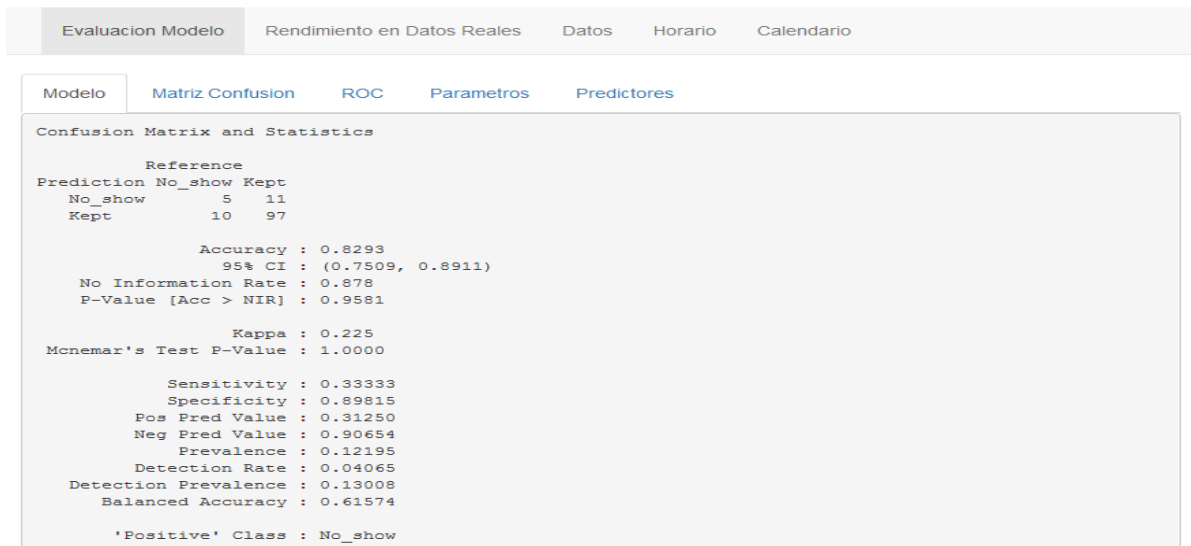 Evaluacion Modelo Rendimiento en Datos Reales Datos Horario Calendario
Modelo Matriz Confusion ROC Parametros Predictores
Confusion Matrix and Statistics
Reference
Prediction No_show Kept
No_show 5 11
Kept 10 97
Accuracy : 0.8293
95% CI : (0.7509, 0.8911)
No Information Rate : 0.878
P-Value [Acc > NIR] : 0.9581
Kappa : 0.225
Mcnemar's Test P-Value : 1.0000
Sensitivity : 0.33333
Specificity : 0.89815
Pos Pred Value : 0.31250
Neg Pred Value : 0.90654
Prevalence : 0.12195
Detection Rate : 0.04065
Detection Prevalence : 0.13008
Balanced Accuracy : 0.61574
'Positive' Class : No_show